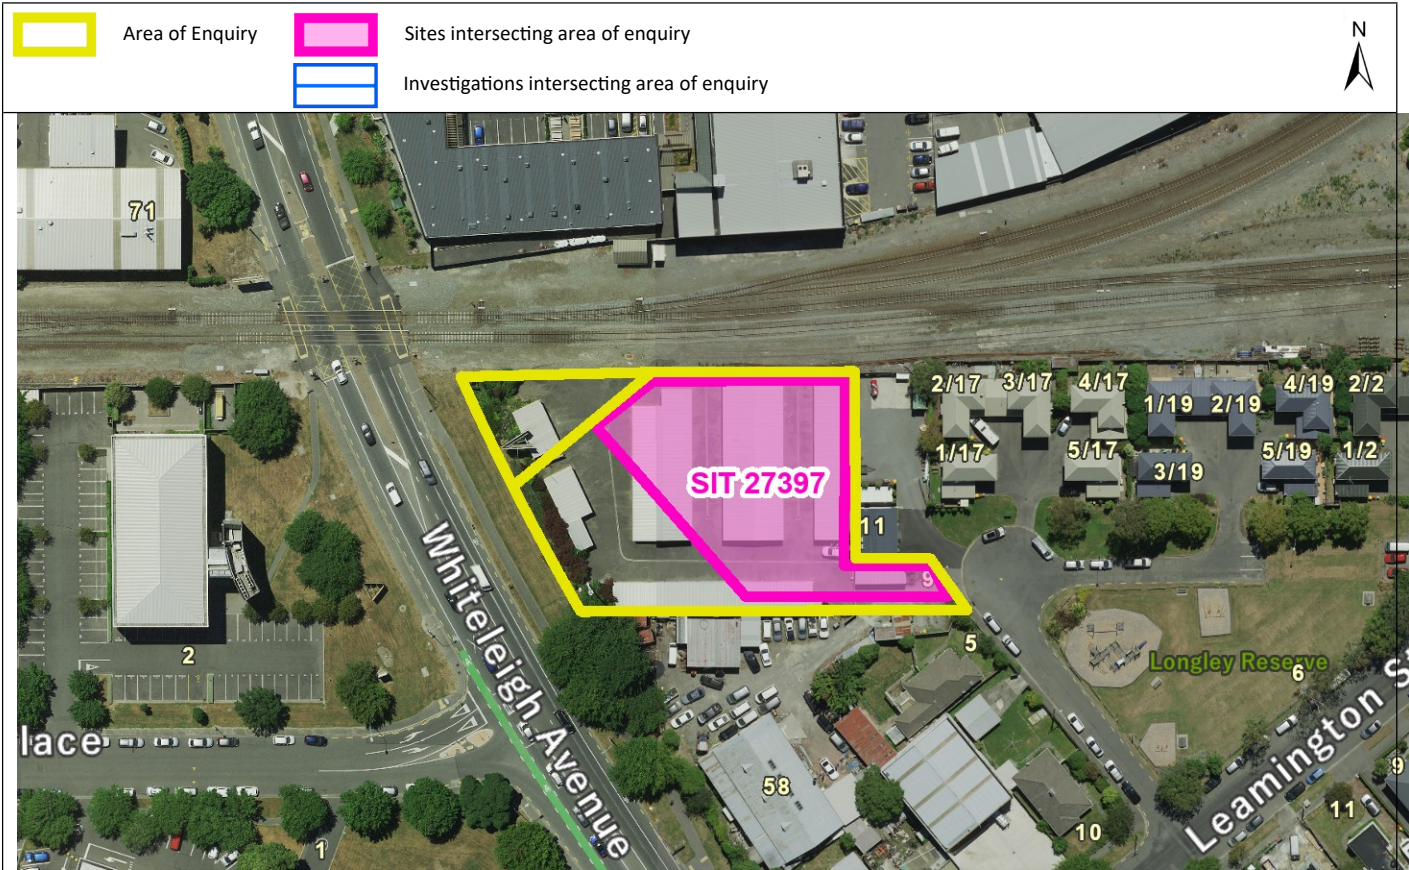 Area of Enquiry
Sites intersecting area of enquiry
N
Investigations intersecting area of enquiry
71
2/17
3/17
4/17
1/19
2/19
4/19
2/2
1/17
5/17
3/19
5/19
1/2
SIT 27397
11
9
Whiteleigh Avenue
2
5
Longley Reserve
6
lace
Leamington S
58
9
11
10
1